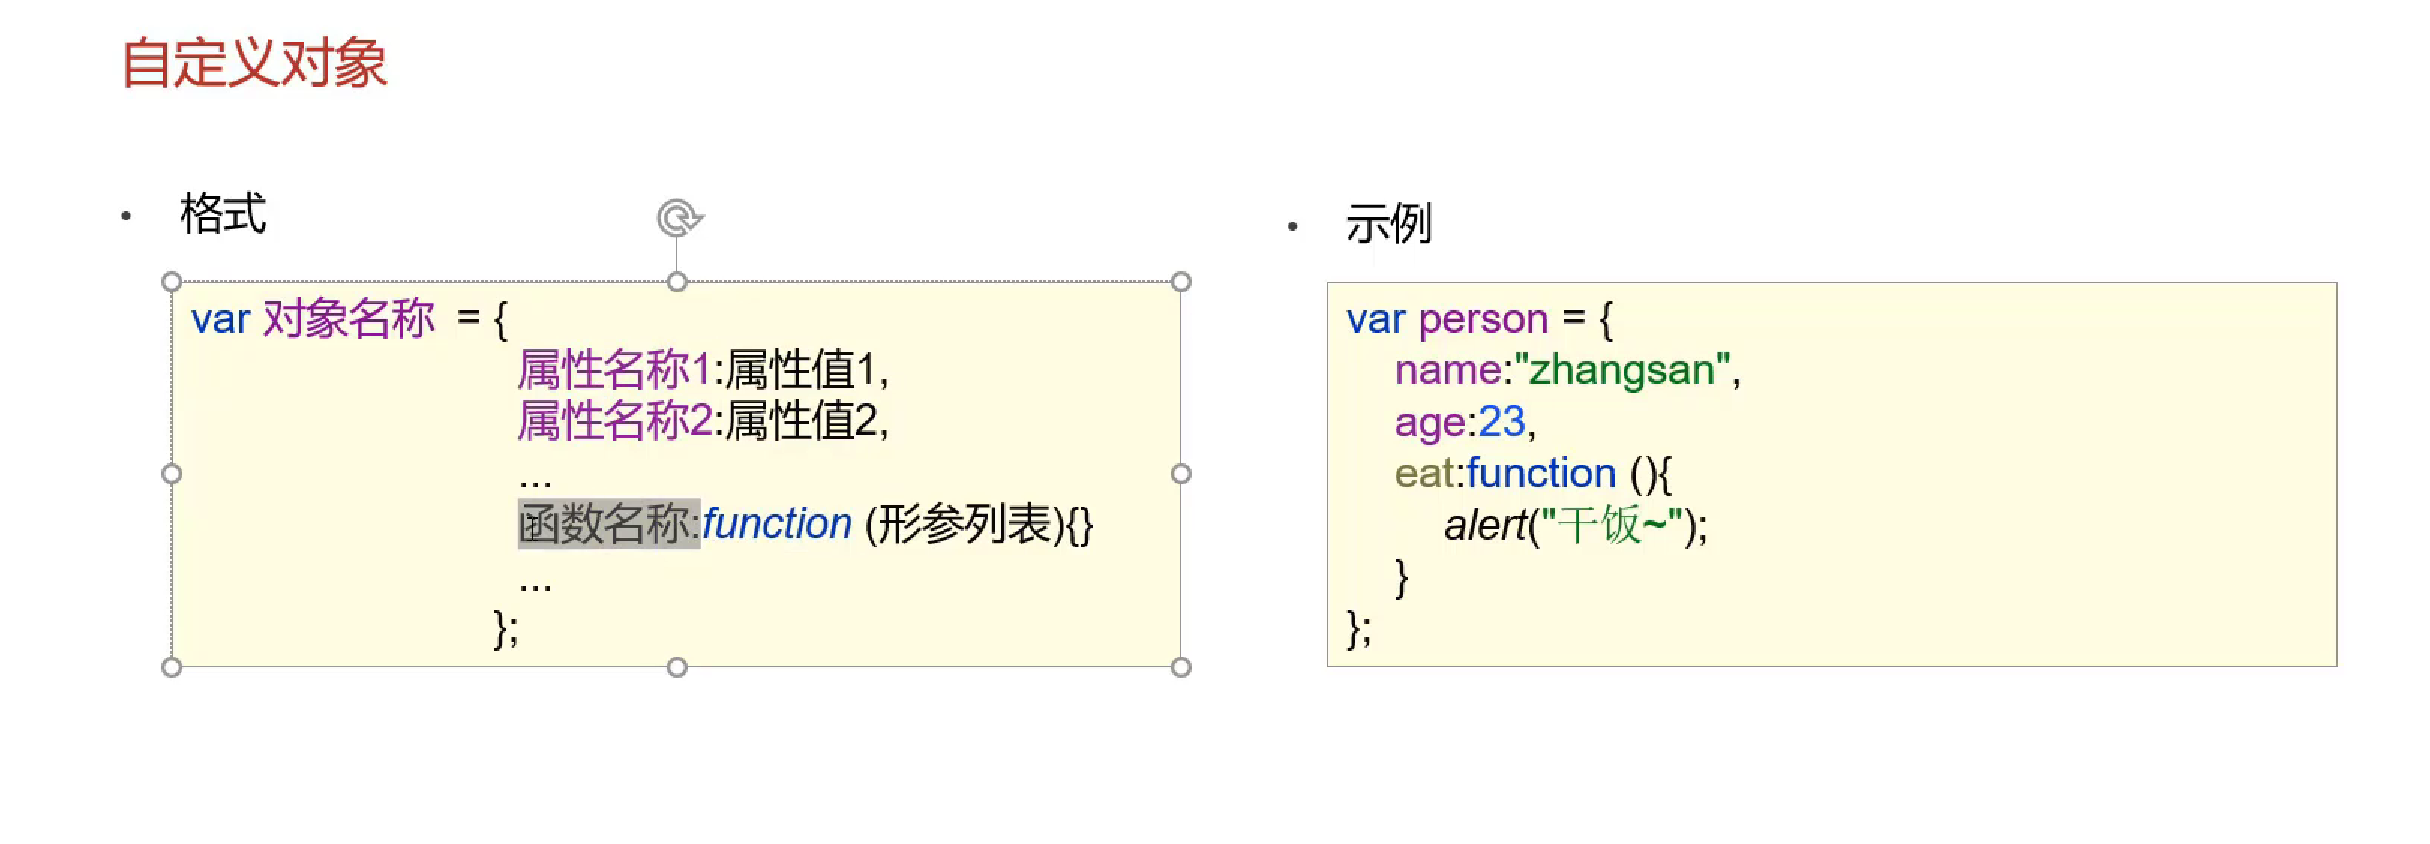 自定义对象
• 格式
var 对象名称 = {
属性名称1:属性值1,
属性名称2:属性值2,
...
函数名称:function (形参列表){}
...
};
• 示例
var person = {
name:"zhangsan",
age:23,
eat:function (){
alert("干饭~");
}
};